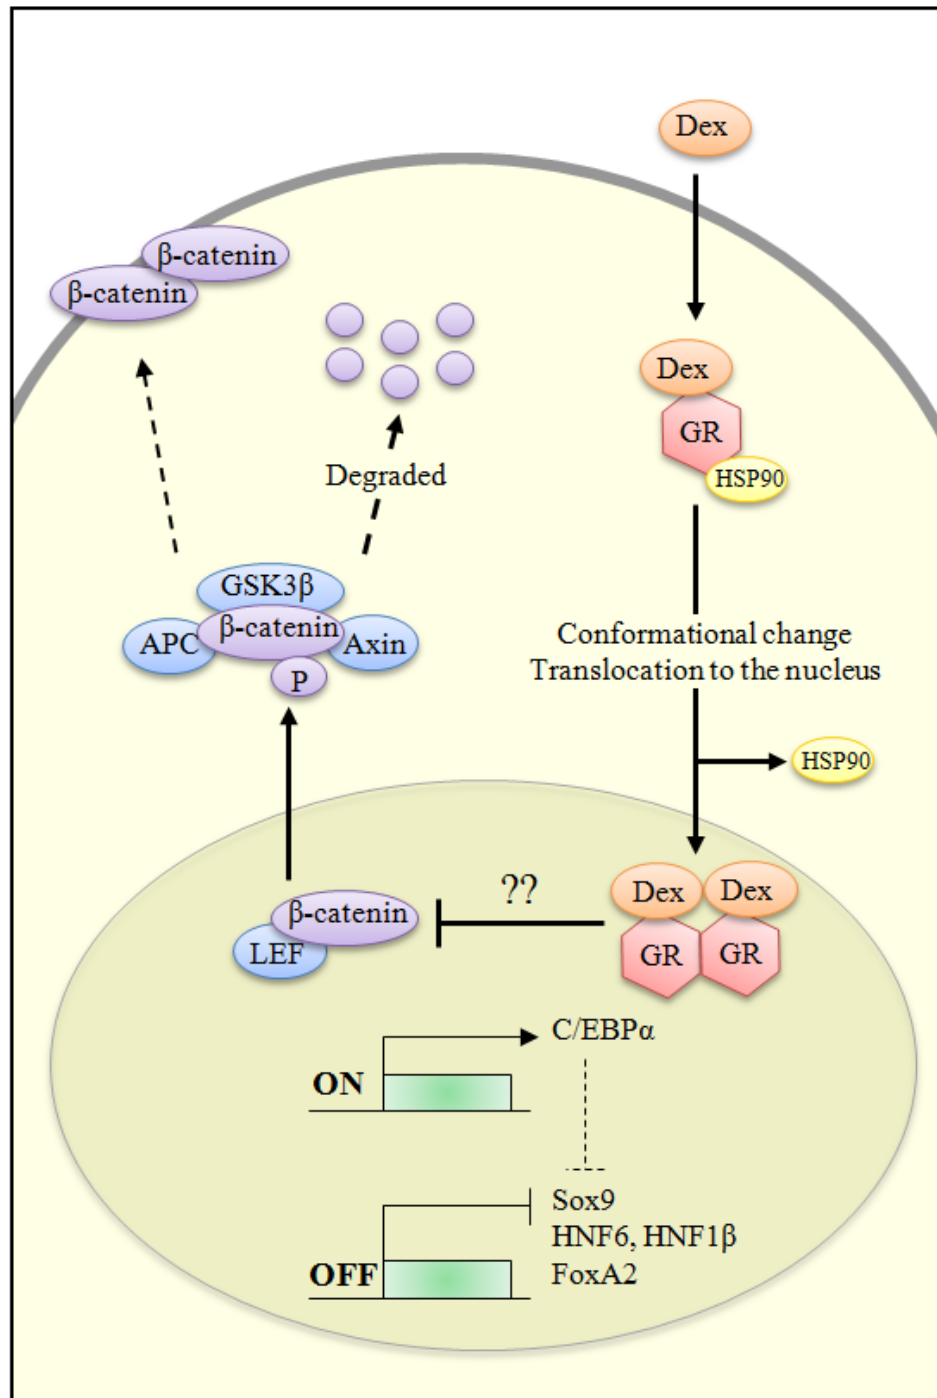 Dex
β-catenin
β-catenin
Dex
GR
HSP90
Degraded
GSK3β
β-catenin
APC
Axin
P
Conformational change
Translocation to the nucleus
HSP90
Dex
Dex
GR
GR
??
β-catenin
LEF
C/EBPα
ON
Sox9
HNF6, HNF1β
FoxA2
OFF